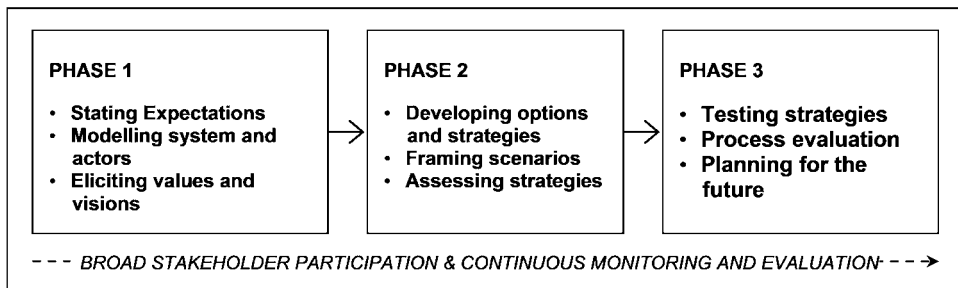 PHASE 1
• Stating Expectations
• Modelling system and
actors
• Eliciting values and
visions
PHASE 2
• Developing options
and strategies
• Framing scenarios
• Assessing strategies
PHASE 3
• Testing strategies
• Process evaluation
• Planning for the
future
BROAD STAKEHOLDER PARTICIPATION & CONTINUOUS MONITORING AND EVALUATION